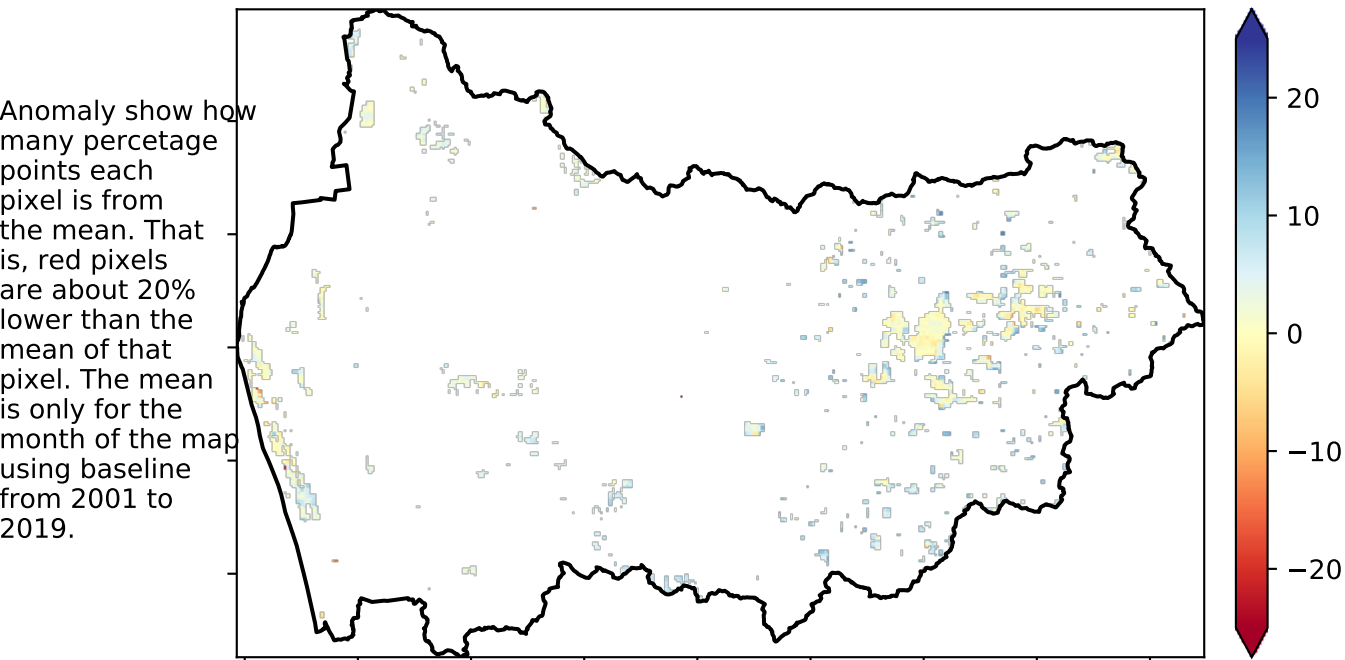 Anomaly show how
many percetage
points each
pixel is from
the mean. That
is, red pixels
are about 20%
lower than the
mean of that
pixel. The mean
is only for the
month of the map
using baseline
from 2001 to
2019.
20
10
0
−10
−20